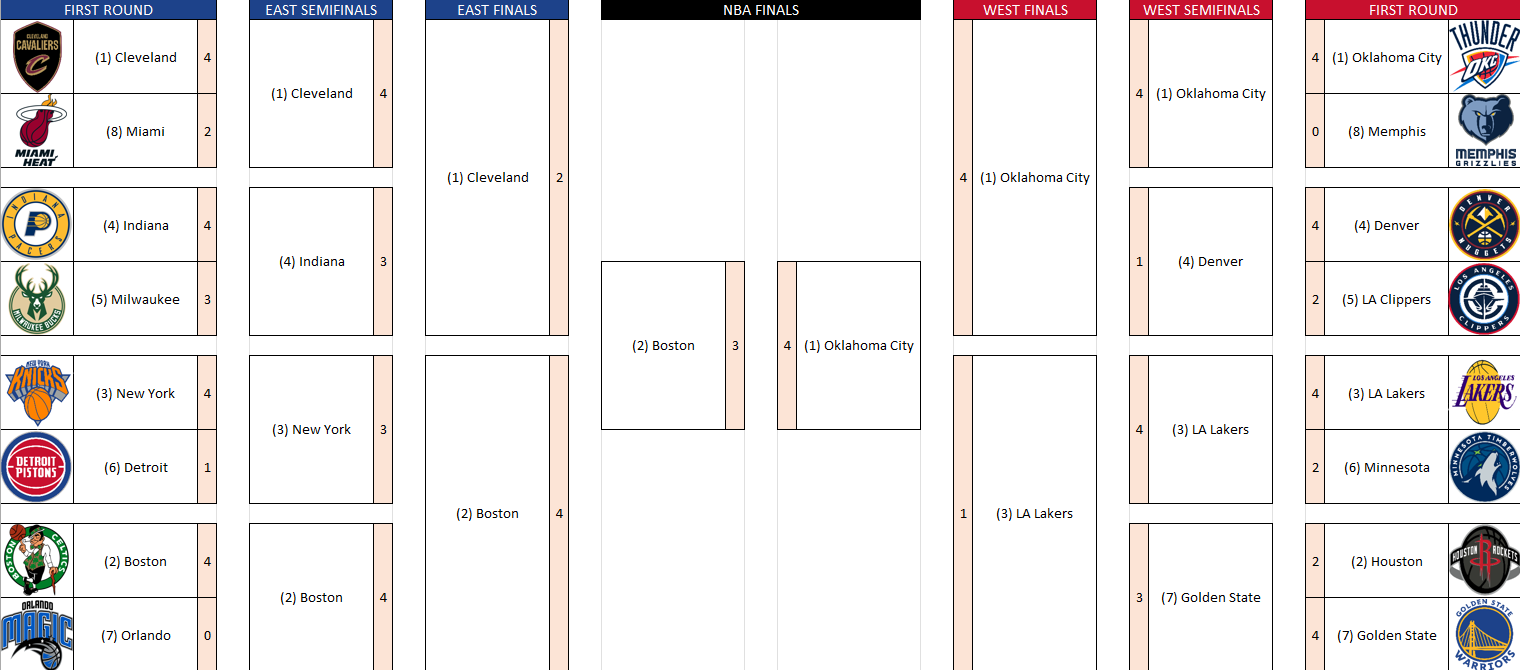 FIRST ROUND EAST SEMIFINALS EAST FINALS NBA FINALS WEST FINALS WEST SEMIFINALS FIRST ROUND
CLEVELAND
CAVALIERS
C
(1) Cleveland 4
MIAMI
HEAT
(8) Miami 2
INDIANA
PACERS
P
(4) Indiana 4
MILWAUKEE BUCKS
(5) Milwaukee 3
NEW YORK
KNICKS
(3) New York 4
DETROIT
PISTONS
(6) Detroit 1
BOSTON
CELTICS
(2) Boston 4
ORLANDO
MAGIC
(7) Orlando 0
(1) Cleveland 4
(4) Indiana 3
(3) New York 3
(2) Boston 4
(1) Cleveland 2
(2) Boston 4
(2) Boston 3
4 (1) Oklahoma City
4 (1) Oklahoma City
1 (3) LA Lakers
4 (1) Oklahoma City
1 (4) Denver
4 (3) LA Lakers
3 (7) Golden State
4 (1) Oklahoma City
THUNDER
OKC
0 (8) Memphis
MEMPHIS
GRIZZLIES
4 (4) Denver
DENVER
NUGGETS
2 (5) LA Clippers
LOS ANGELES
CLIPPERS
4 (3) LA Lakers
LOS ANGELES
LAKERS
2 (6) Minnesota
MINNESOTA TIMBERWOLVES
2 (2) Houston
HOUSTON ROCKETS
R
4 (7) Golden State
GOLDEN STATE
WARRIORS